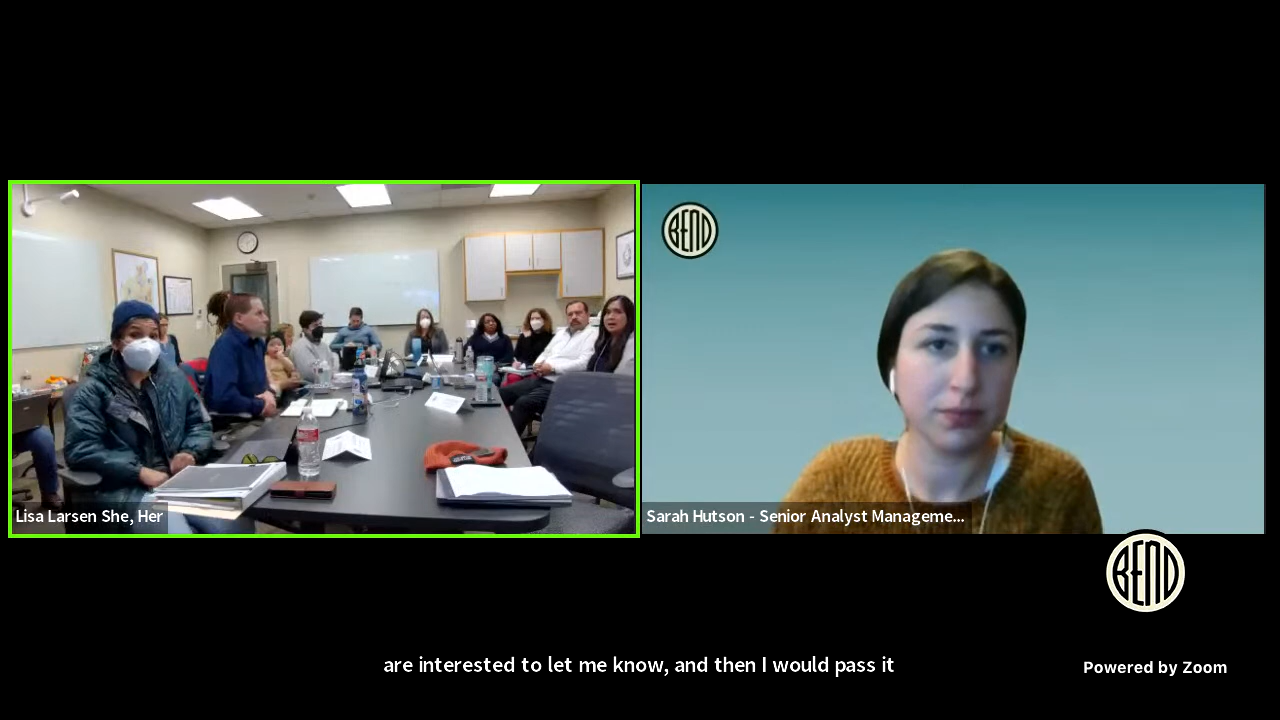 BEND
Lisa Larsen She, Her
Sarah Hutson - Senior Analyst Manageme...
BEND
are interested to let me know, and then I would pass it
Powered by Zoom